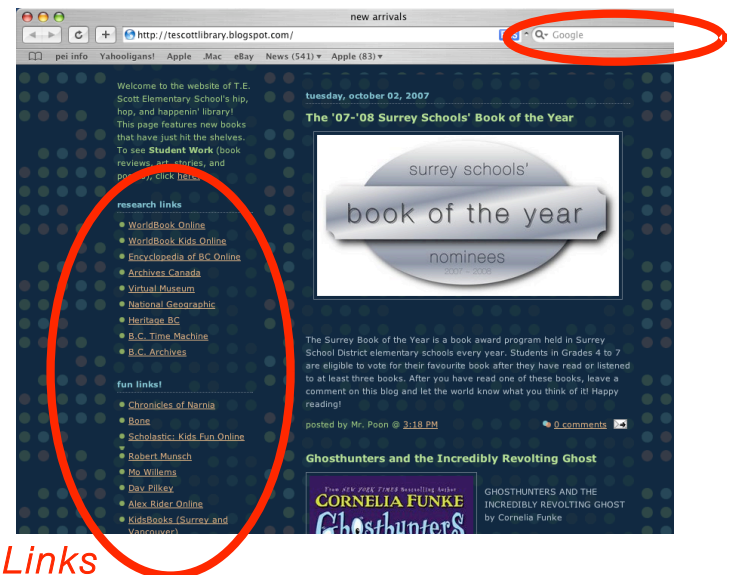 new arrivals
http://tescottlibrary.blogspot.com/
Google
pei info Yahooligans! Apple .Mac eBay News (541) Apple (83)
Welcome to the website of T.E.
Scott Elementary School's hip,
hop, and happenin' library!
This page features new books
that have just hit the shelves.
To see Student Work (book
reviews, art, stories, and
click here
research links
WorldBook Online
WorldBook Kids Online
Encyclopedia of BC Online
Archives Canada
Virtual Museum
National Geographic
Heritage BC
B.C. Time Machine
B.C. Archives
fun links!
Chronicles of Narnia
Bone
Scholastic: Kids Fun Online
Robert Munsch
Mo Willems
Dav Pilkey
Alex Rider Online
KidsBooks (Surrey and
Vancouver)
tuesday, october 02, 2007
The '07-'08 Surrey Schools' Book of the Year
surrey schools'
book of the year
nominees
2007 - 2008
The Surrey Book of the Year is a book award program held in Surrey
School District elementary schools every year. Students in Grades 4 to 7
are eligible to vote for their favourite book after they have read or listened
to at least three books. After you have read one of these books, leave a
comment on this blog and let the world know what you think of it! Happy
reading!
posted by Mr. Poon @ 3:18 PM
0 comments
Ghosthunters and the Incredibly Revolting Ghost
From NEW YORK TIMES Bestselling Author
CORNELIA FUNKE
Ghosthunters
GHOSTHUNTERS AND THE
INCREDIBLY REVOLTING GHOST
by Cornelia Funke
Links